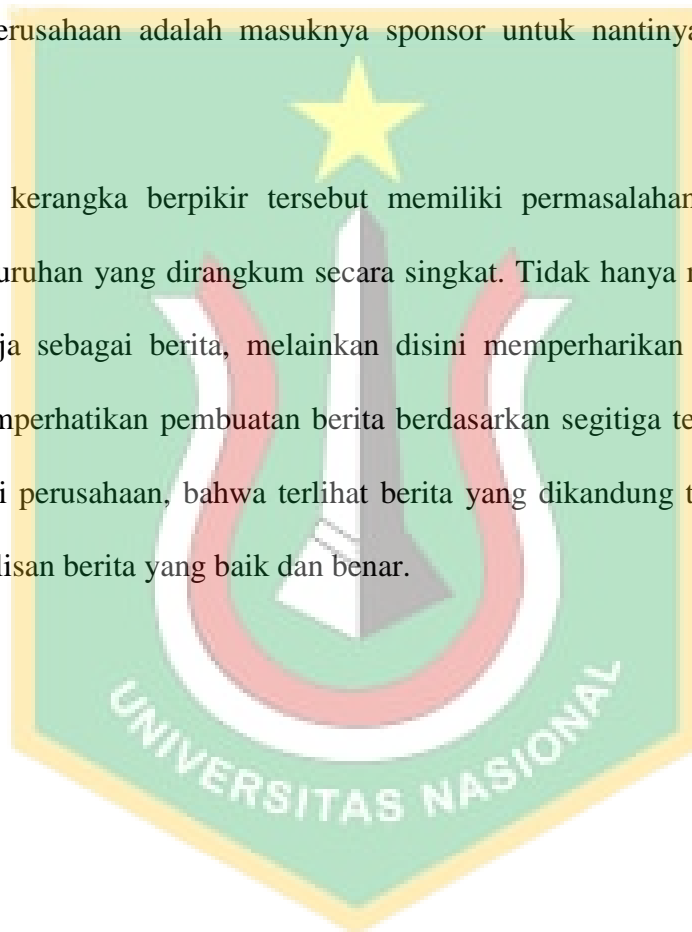 erusahaan adalah masuknya sponsor untuk nantinya
kerangka berpikir tersebut memiliki permasalahan
uruhan yang dirangkum secara singkat. Tidak hanya
ja sebagai berita, melainkan disini memperharikan
mperhatikan pembuatan berita berdasarkan segitiga te
i perusahaan, bahwa terlihat berita yang dikandung t
lisan berita yang baik dan benar.
UNIVERSITAS NASIONAL